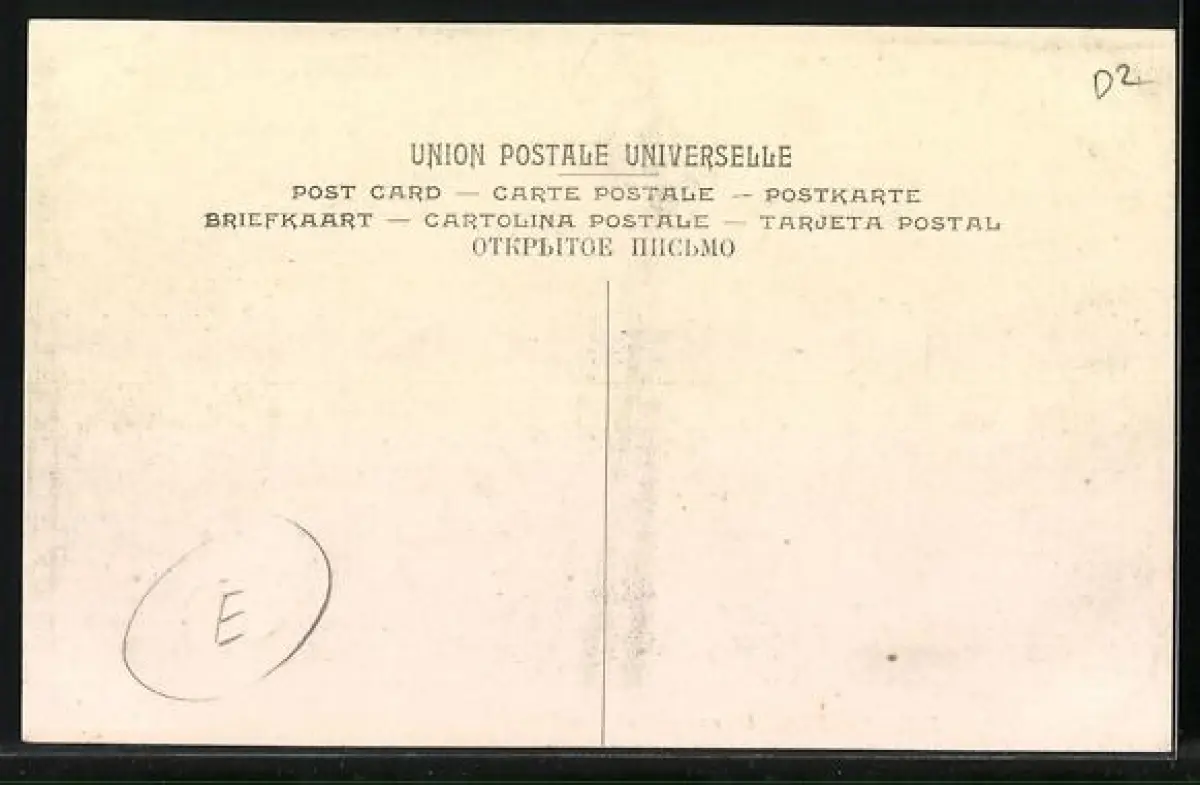 D2
UNION POSTALE UNIVERSELLE
POST CARD — CARTE POSTALE — POSTKARTE
BRIEFKAART — CARTOLINA POSTALE — TARJETA POSTAL
ОТКРЫТОЕ ПИСЬМО
E